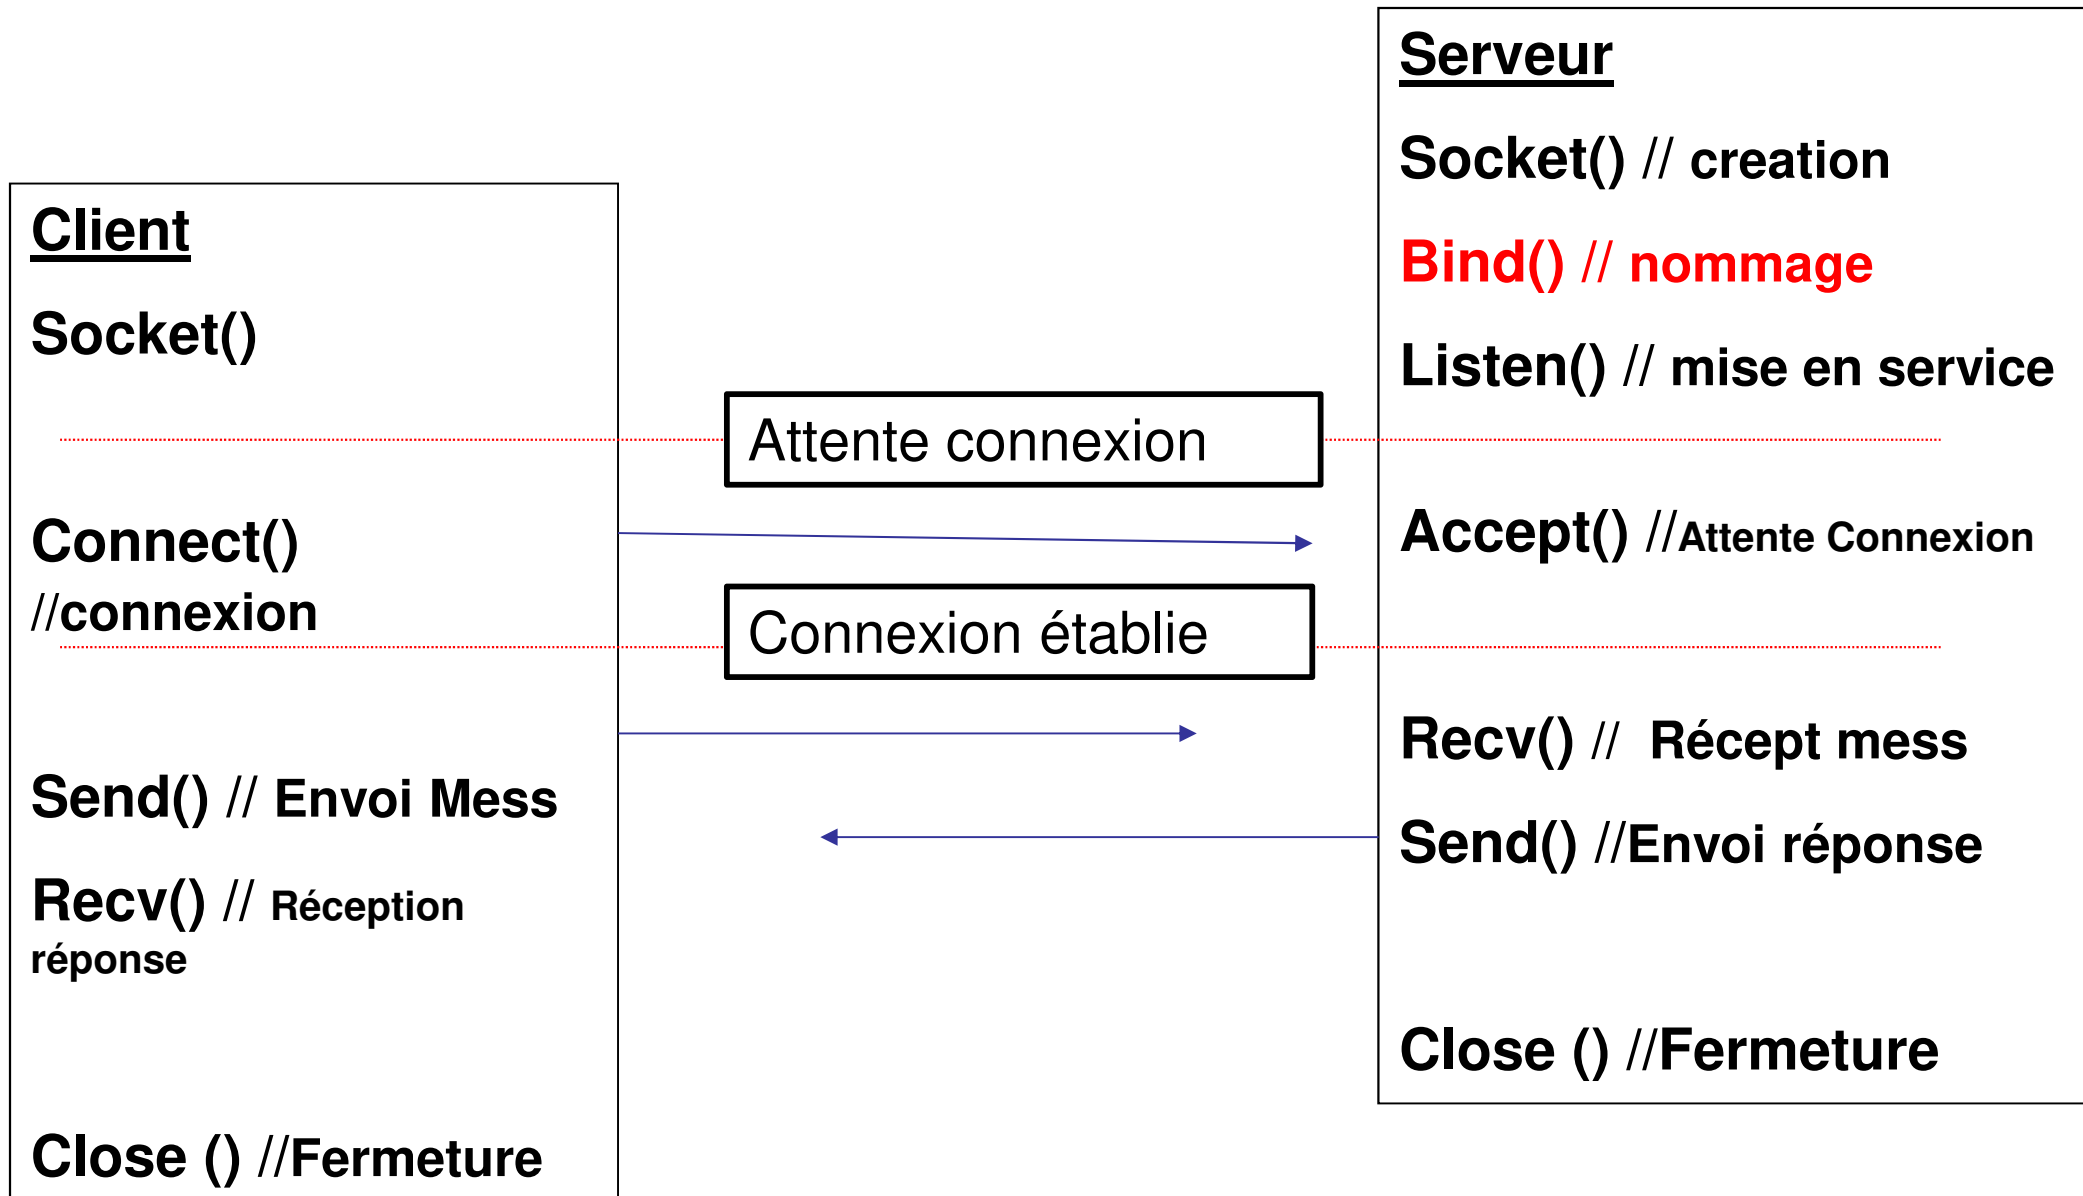 Client
Socket()
Connect()
//connexion
Send() // Envoi Mess
Recv() // Réception
réponse
Close () //Fermeture
Attente connexion
Connexion établie
Serveur
Socket() // creation
Bind() // nommage
Listen() // mise en service
Accept() //Attente Connexion
Recv() // Récept mess
Send() //Envoi réponse
Close () //Fermeture